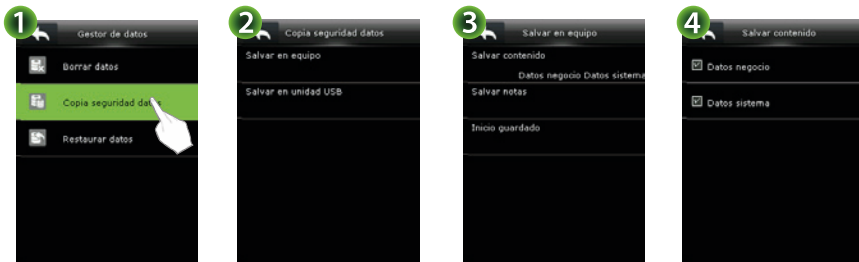 1
Gestor de datos
Borrar datos
Copia seguridad datos
Restaurar datos
2
Copia seguridad datos
Salvar en equipo
Salvar en unidad USB
3
Salvar en equipo
Salvar contenido
Datos negocio Datos sistema
Salvar notas
Inicio guardado
4
Salvar contenido
Datos negocio
Datos sistema